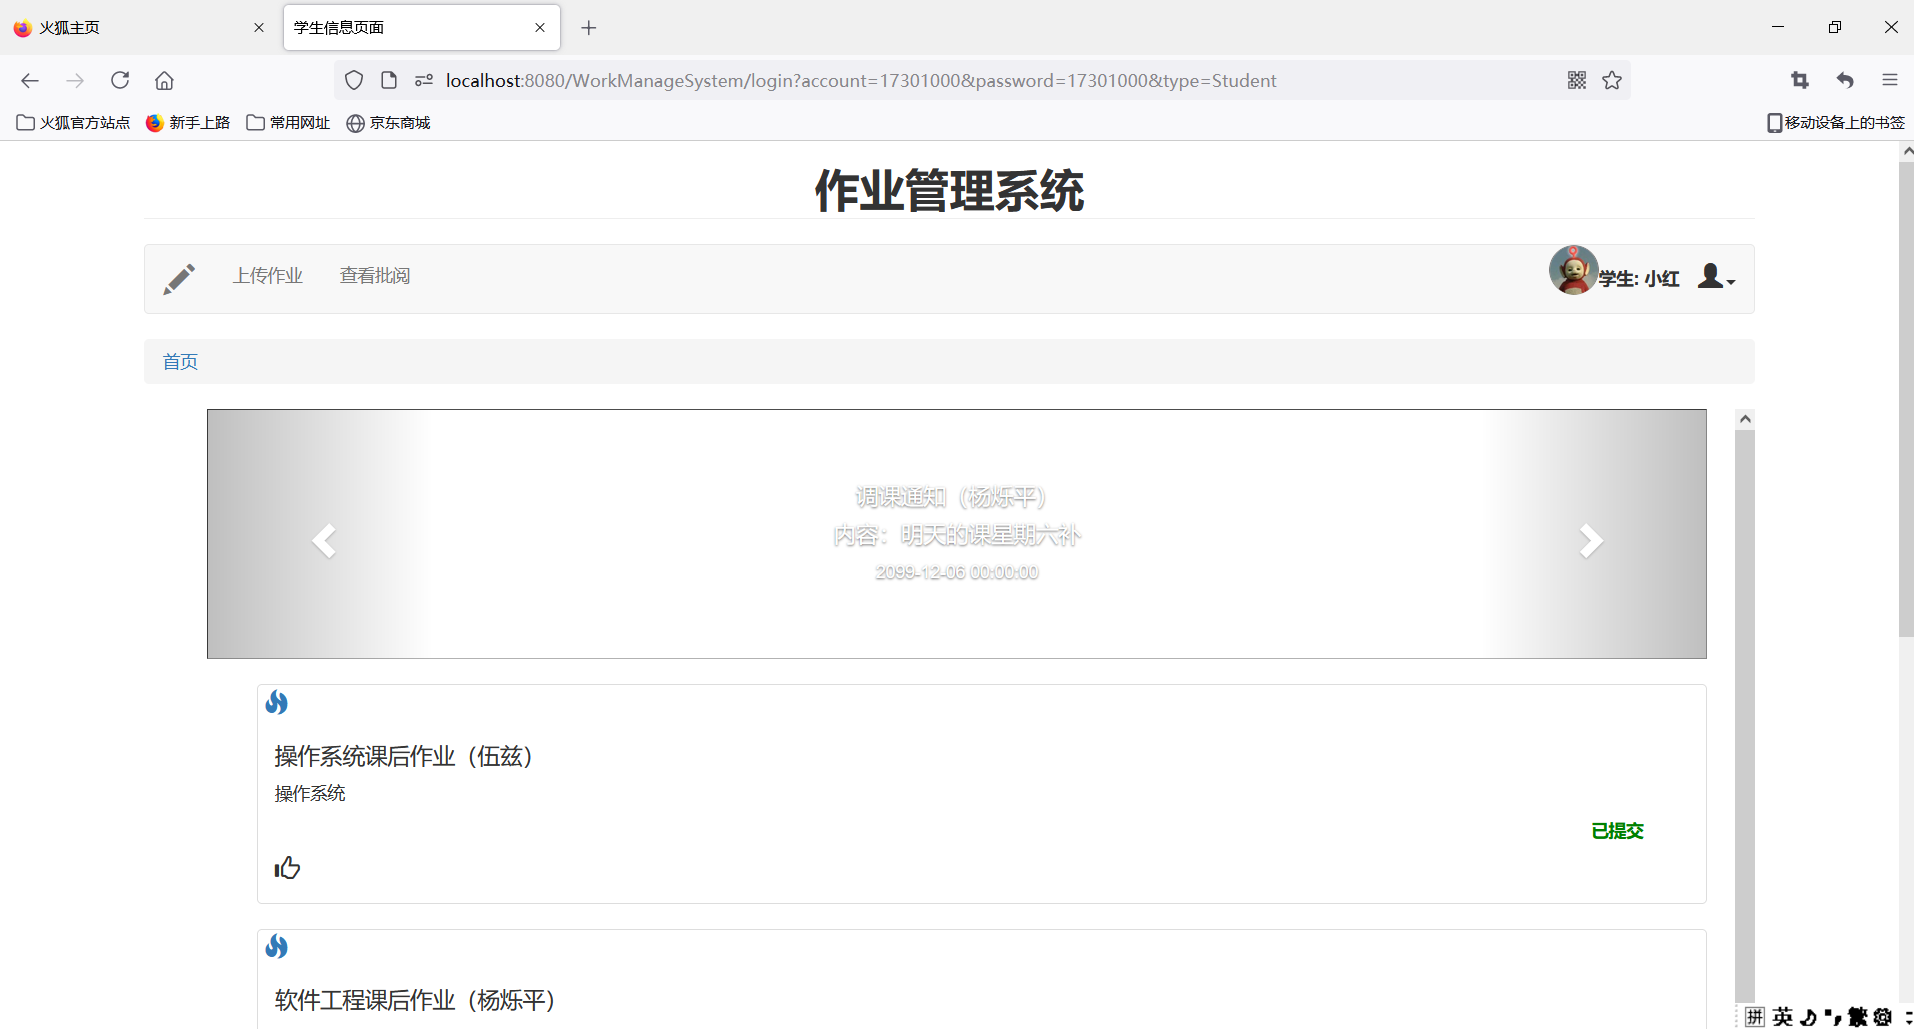 火狐主页
学生信息页面
localhost:8080/WorkManageSystem/login?account=17301000&password=17301000&type=Student
火狐官方站点 新手上路 常用网址 京东商城 移动设备上的书签
作业管理系统
上传作业 查看批阅 学生: 小红
首页
调课通知（杨烁平）
内容：明天的课星期六补
2099-12-06 00:00:00
操作系统课后作业（伍兹）
操作系统
已提交
软件工程课后作业（杨烁平）
拼 英 繁